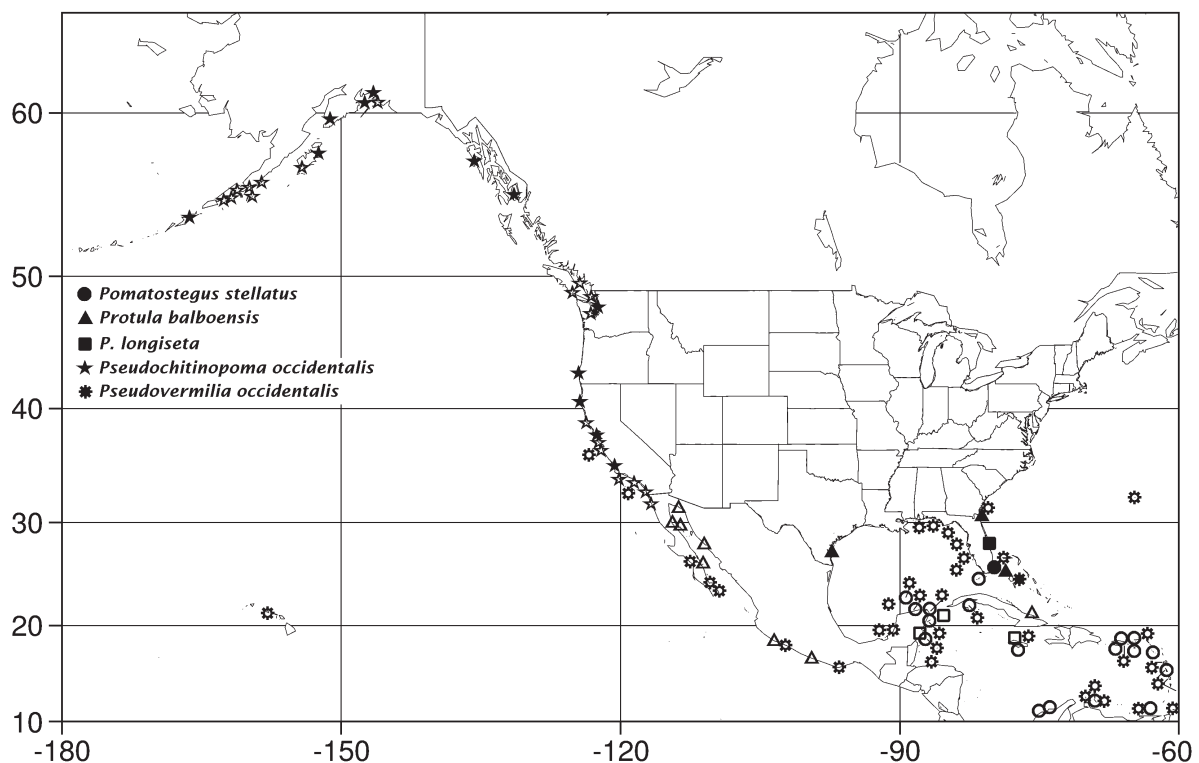 60
50
Pomatostegus stellatus
Protula balboensis
P. longiseta
Pseudochitinopoma occidentalis
Pseudovermilia occidentalis
40
30
20
10
-180 -150 -120 -90 -60